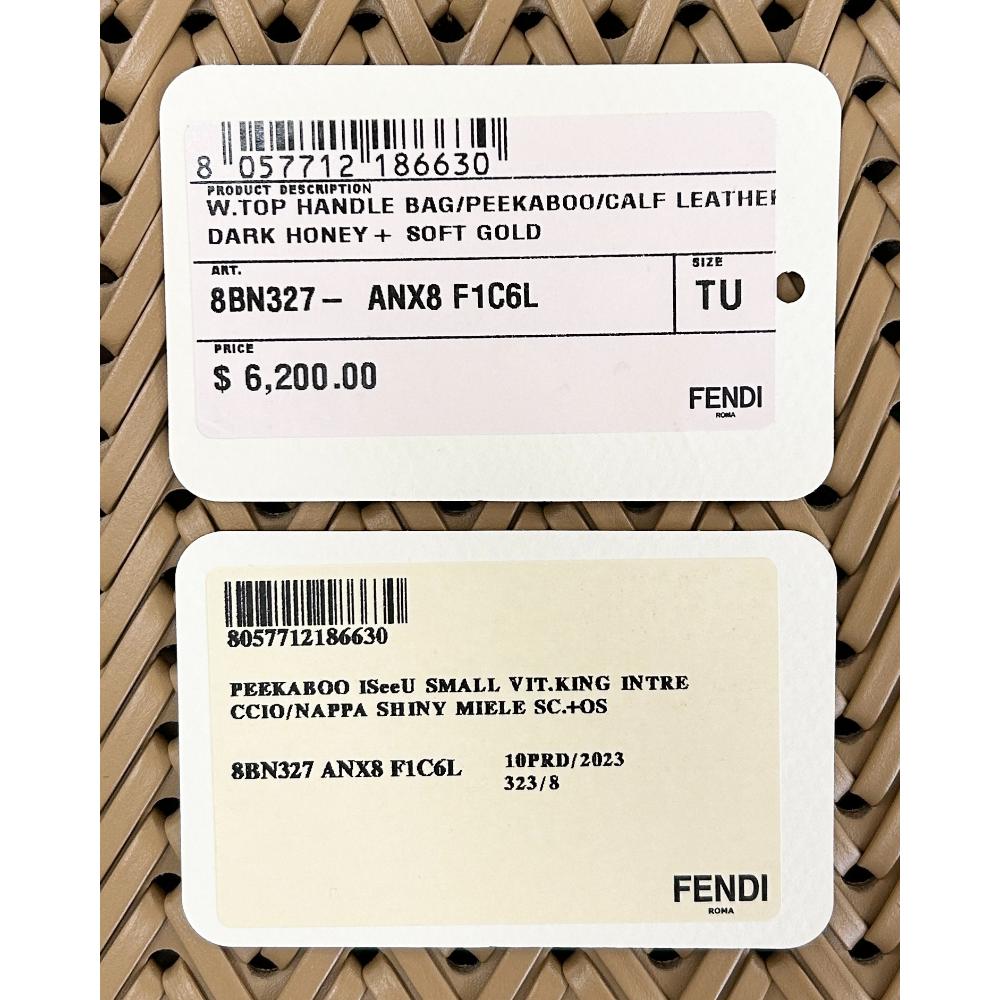 8 057712 186630
PRODUCT DESCRIPTION
W.TOP HANDLE BAG/PEEKABOO/CALF LEATHER
DARK HONEY+ SOFT GOLD
ART.
SIZE
8BN327- ANX8 F1C6L
TU
PRICE
$ 6,200.00
FENDI
ROMA
8057712186630
PEEKABOO ISeeU SMALL VIT.KING INTRE
CCIO/NAPPA SHINY MIELE SC.+OS
8BN327 ANX8 F1C6L
10PRD/2023
323/8
FENDI
ROMA